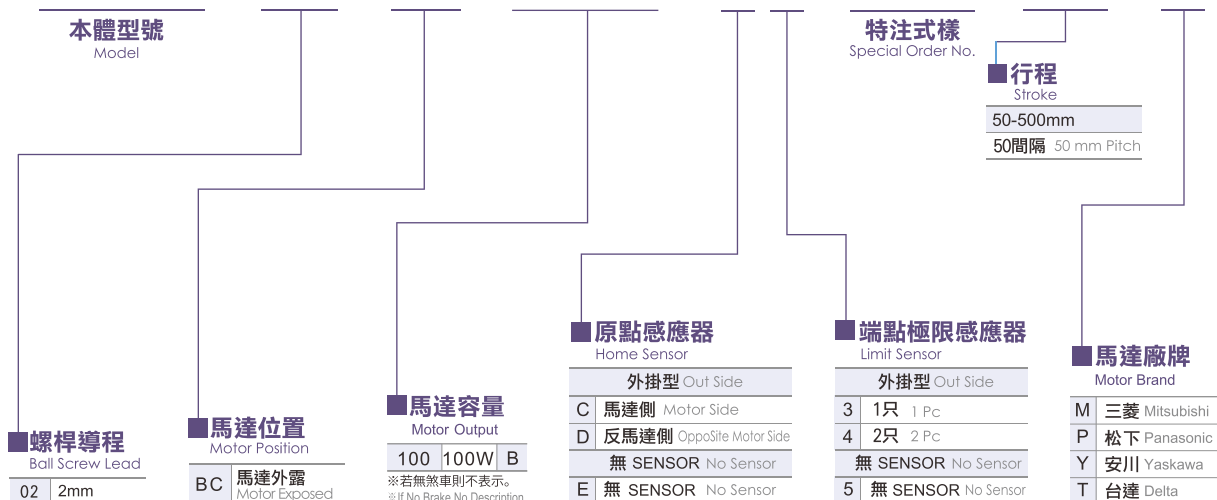 本體型號
Model
特注式樣
Special Order No.
行程
Stroke
50-500mm
50間隔 50 mm Pitch
原點感應器
Home Sensor
外掛型 Out Side
C 馬達側 Motor Side
D 反馬達側 OppoSite Motor Side
無 SENSOR No Sensor
E 無 SENSOR No Sensor
端點極限感應器
Limit Sensor
外掛型 Out Side
3 1只 1 Pc
4 2只 2 Pc
無 SENSOR No Sensor
5 無 SENSOR No Sensor
馬達廠牌
Motor Brand
M 三菱 Mitsubishi
P 松下 Panasonic
Y 安川 Yaskawa
T 台達 Delta
馬達容量
Motor Output
100 100W B
※若無煞車則不表示。
※If No Brake No Description
馬達位置
Motor Position
BC 馬達外露
Motor Exposed
螺桿導程
Ball Screw Lead
02 2mm